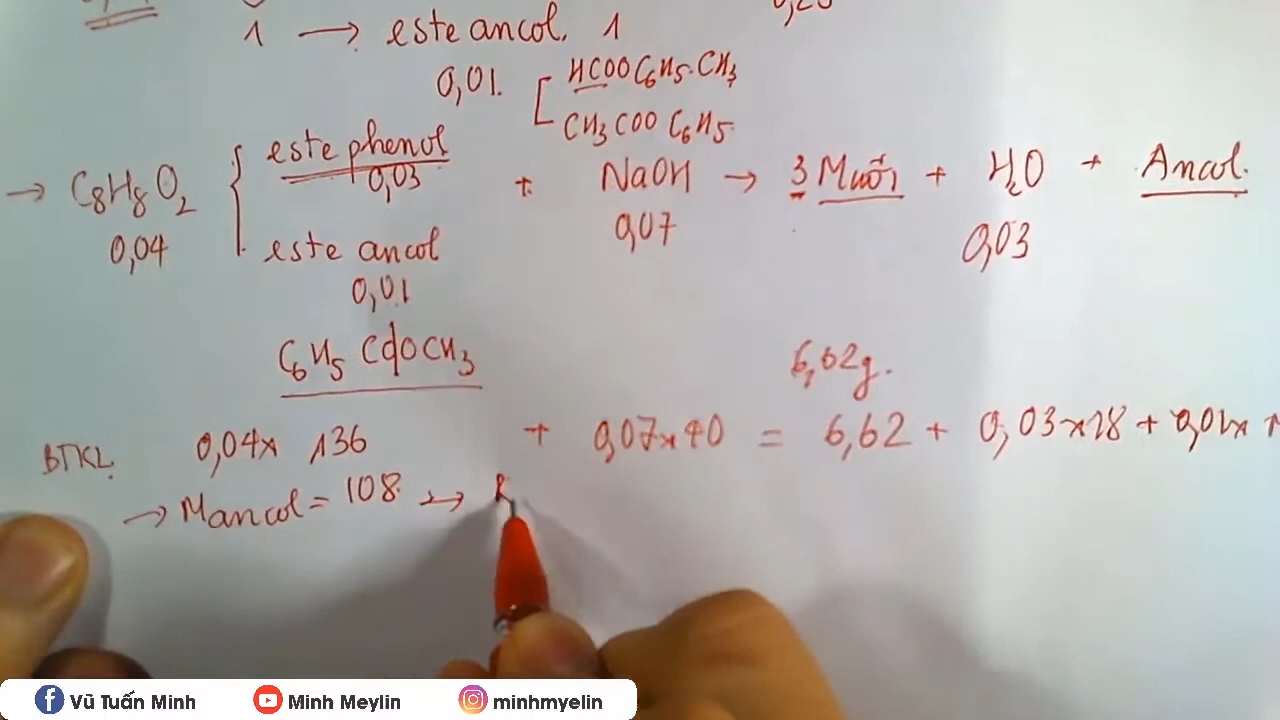 1 → este ancol. 1
0,01. HCOOC6H5-CH3
CH3COOC6H5
→ C8H8O2 este phenol + NaOH → 3 Muối + H2O + Ancol.
0,04 0,03 0,07 0,03
este ancol
0,01
C6H5COOCH3 6,62g.
BTKL. 0,04x 136 + 0,07x40 = 6,62 + 0,03x18 + 0,01x
→ Mancol = 108. →
Vũ Tuấn Minh Minh Meylin minhmyelin